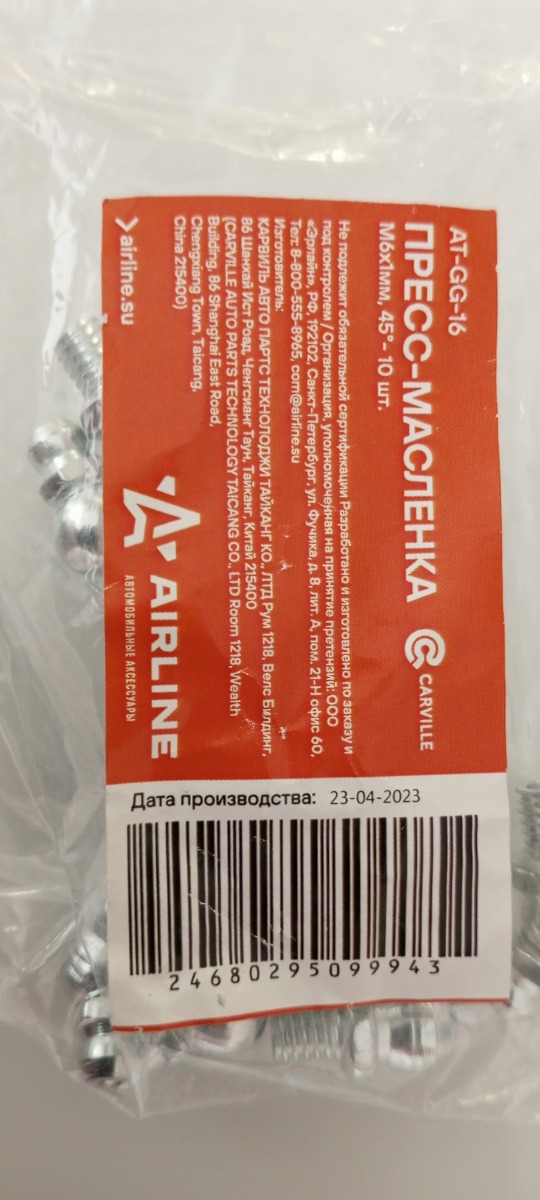 AT-GG-16
ПРЕСС-МАСЛЕНКА
М6х1мм, 45°- 10 шт.
CARVILLE
Не подлежит обязательной сертификации Разработано и изготовлено по заказу и
под контролем / Организация, уполномоченная на принятие претензий: ООО
«Эрлайн», РФ, 192102, Санкт-Петербург, ул. Фучика, д. 8, лит А, пом. 21-Н офис 60,
Тел: 8-800-555-8965, com@airline.su
Изготовитель:
КАРВИЛЬ АВТО ПАРТС ТЕХНОЛОДЖИ ТАЙКАНГ КО., ЛТД Рум 1218, Велс Билдинг,
86 Шанхай Ист Роад, Ченгсианг Таун, Тайканг, Китай 215400
(CARVILLE AUTO PARTS TECHNOLOGY TAICANG CO., LTD Room 1218, Wealth
Building, 86 Shanghai East Road,
Chengxiang Town, Taicang,
China 215400)
airline.su
AIRLINE
АВТОМОБИЛЬНЫЕ АКСЕССУАРЫ
Дата производства: 23-04-2023
2468029509943